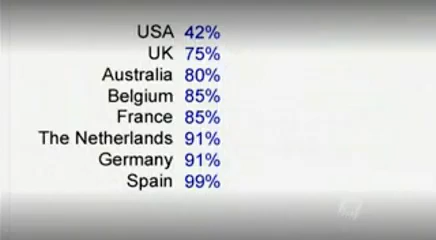 USA 42%
UK 75%
Australia 80%
Belgium 85%
France 85%
The Netherlands 91%
Germany 91%
Spain 99%